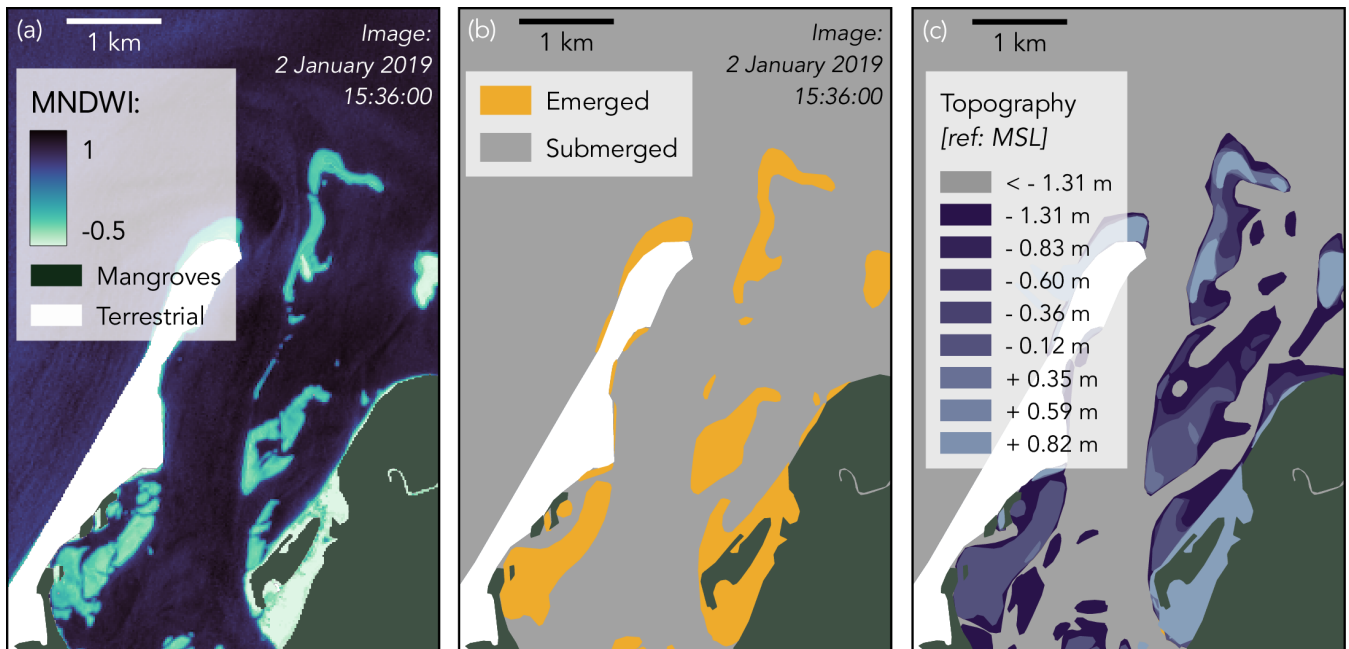 (a)
1 km
Image:
2 January 2019
15:36:00
MNDWI:
1
-0.5
Mangroves
Terrestrial
(b)
1 km
Image:
2 January 2019
15:36:00
Emerged
Submerged
(c)
1 km
Topography
[ref: MSL]
< - 1.31 m
- 1.31 m
- 0.83 m
- 0.60 m
- 0.36 m
- 0.12 m
+ 0.35 m
+ 0.59 m
+ 0.82 m